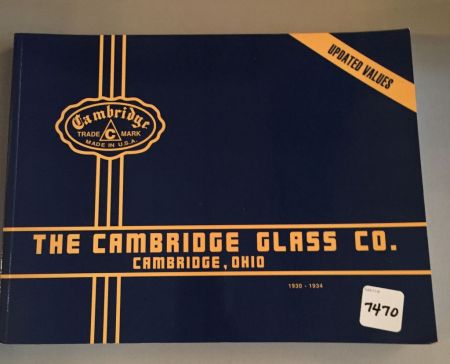 UPDATED VALUES
Cambridge
TRADE MARK
C
MADE IN U.S.A.
THE CAMBRIDGE GLASS CO.
CAMBRIDGE, OHIO
1930 - 1934
7470